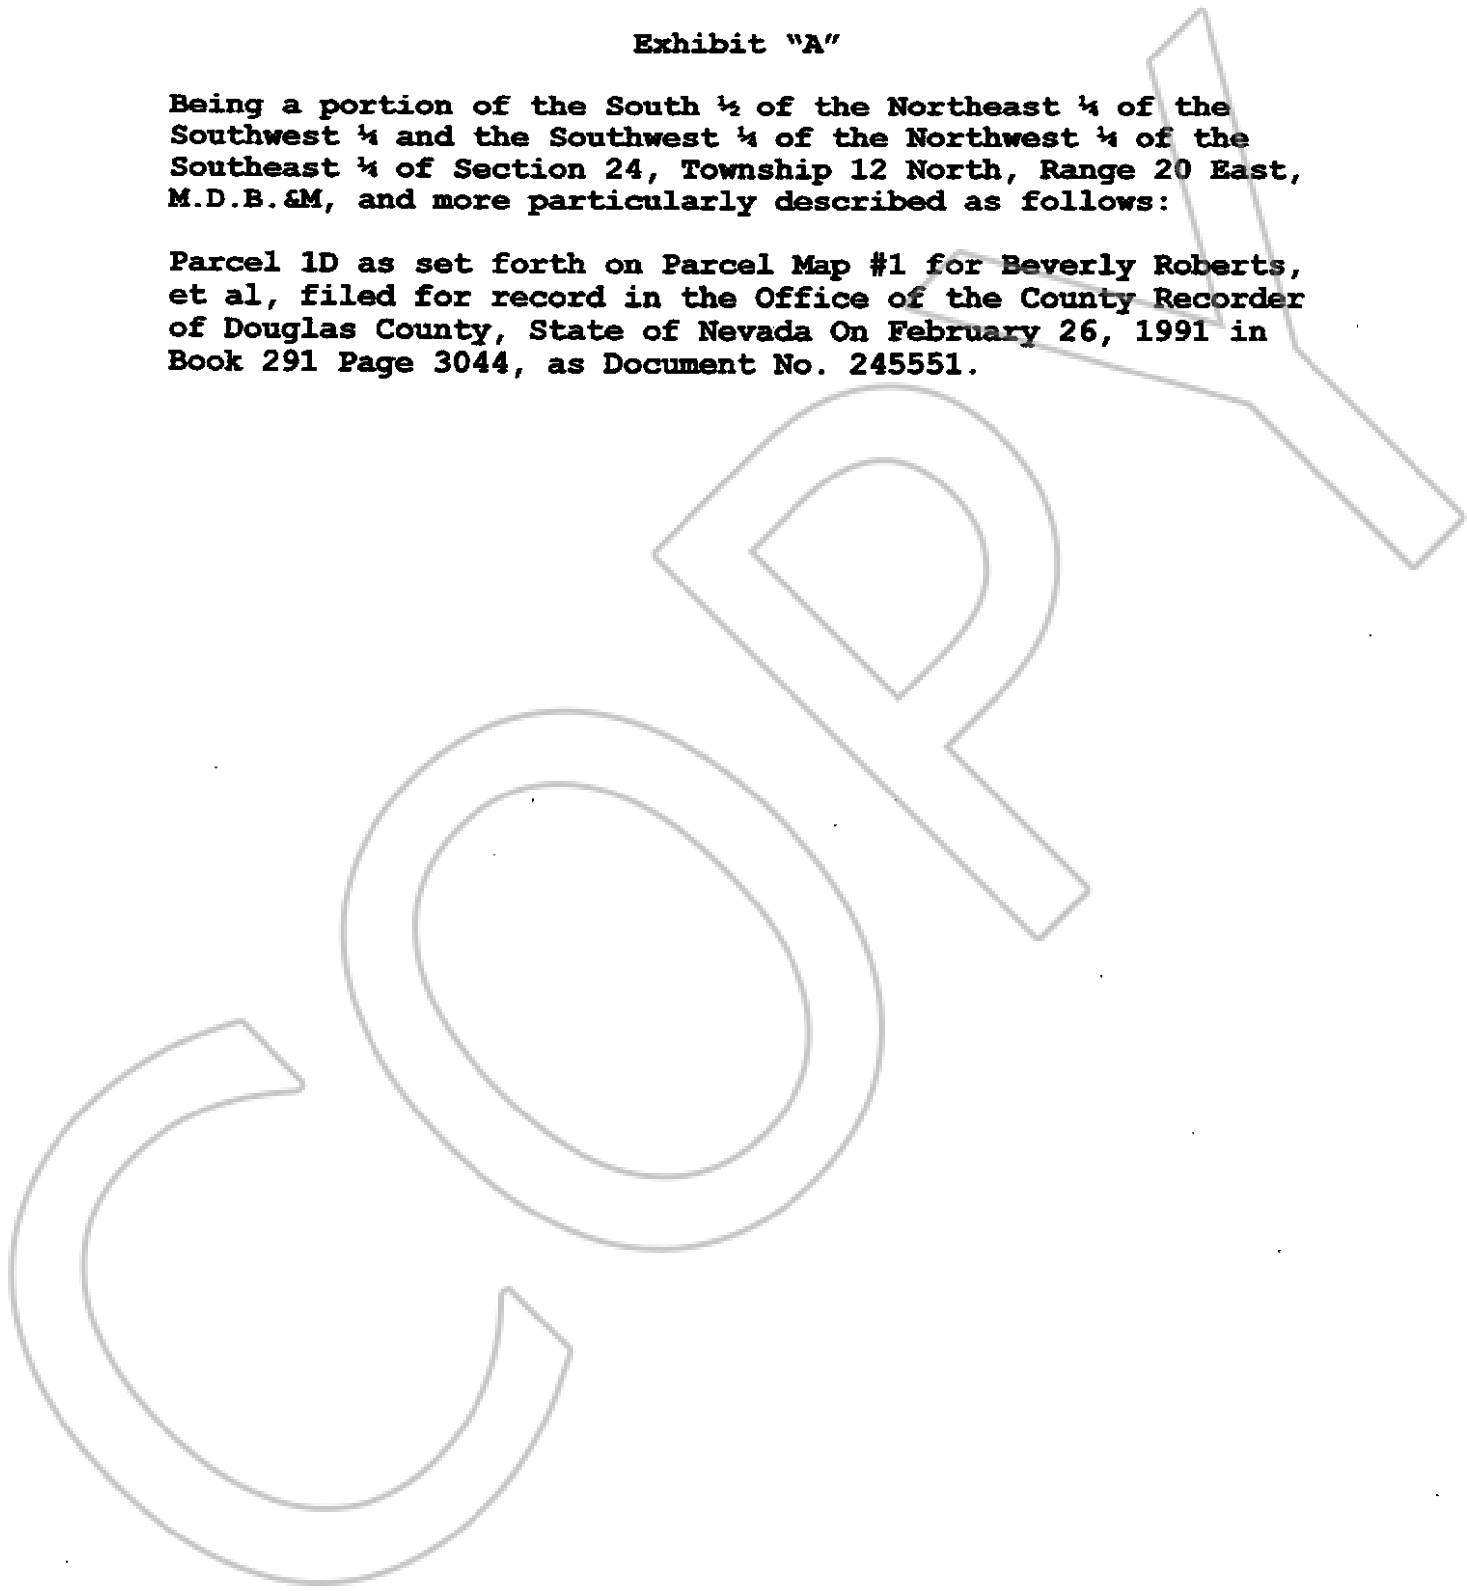 Exhibit "A"
Being a portion of the South ½ of the Northeast ¼ of the
Southwest ¼ and the Southwest ¼ of the Northwest ¼ of the
Southeast ¼ of Section 24, Township 12 North, Range 20 East,
M.D.B.&M, and more particularly described as follows:
Parcel 1D as set forth on Parcel Map #1 for Beverly Roberts,
et al, filed for record in the Office of the County Recorder
of Douglas County, State of Nevada On February 26, 1991 in
Book 291 Page 3044, as Document No. 245551.
COPY